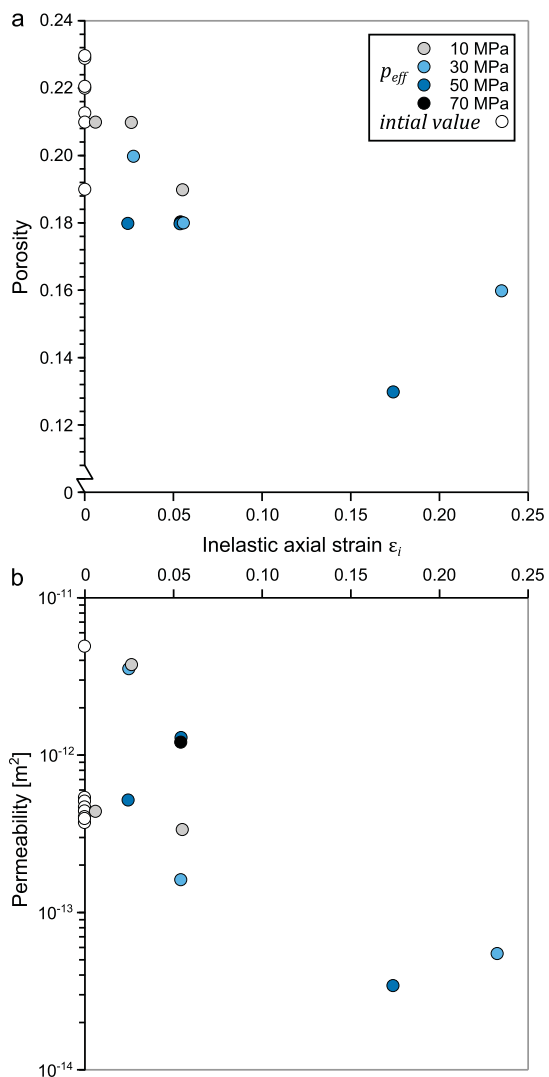 a
0.24
0.22
0.20
0.18
0.16
0.14
0.12
0
Porosity
p_eff
10 MPa
30 MPa
50 MPa
70 MPa
intial value
0 0.05 0.10 0.15 0.20 0.25
Inelastic axial strain ε_i
b
0 0.05 0.10 0.15 0.20 0.25
10^-11
10^-12
10^-13
10^-14
Permeability [m²]